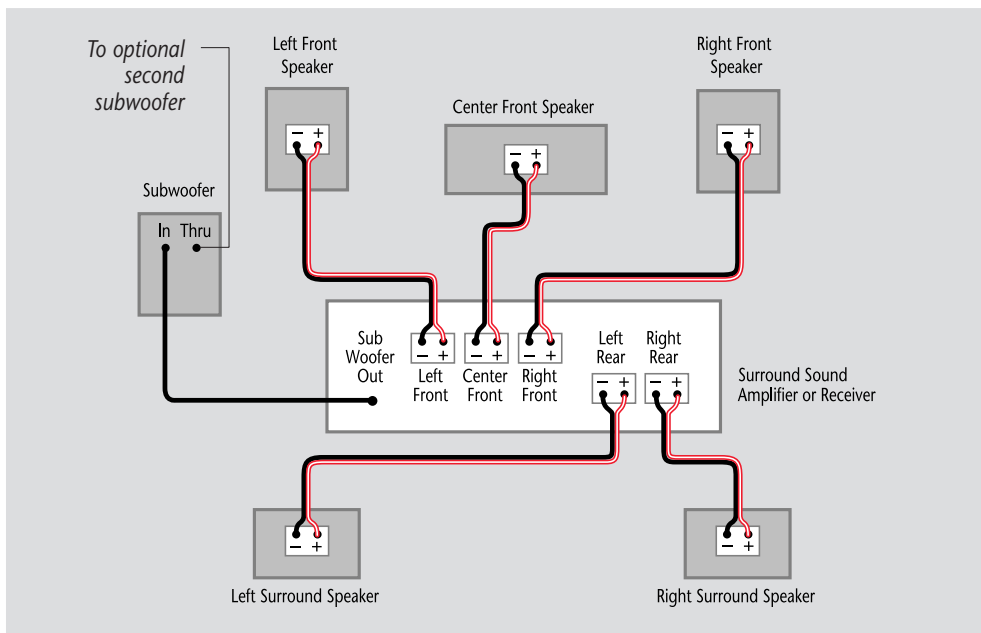 To optional
second
subwoofer
Left Front
Speaker
Right Front
Speaker
Center Front Speaker
– +
– +
– +
Subwoofer
In Thru
Sub
Woofer
Out
– +
Left
Front
– +
Center
Front
– +
Right
Front
Left
Rear
– +
Right
Rear
– +
Surround Sound
Amplifier or Receiver
– +
– +
Left Surround Speaker
Right Surround Speaker